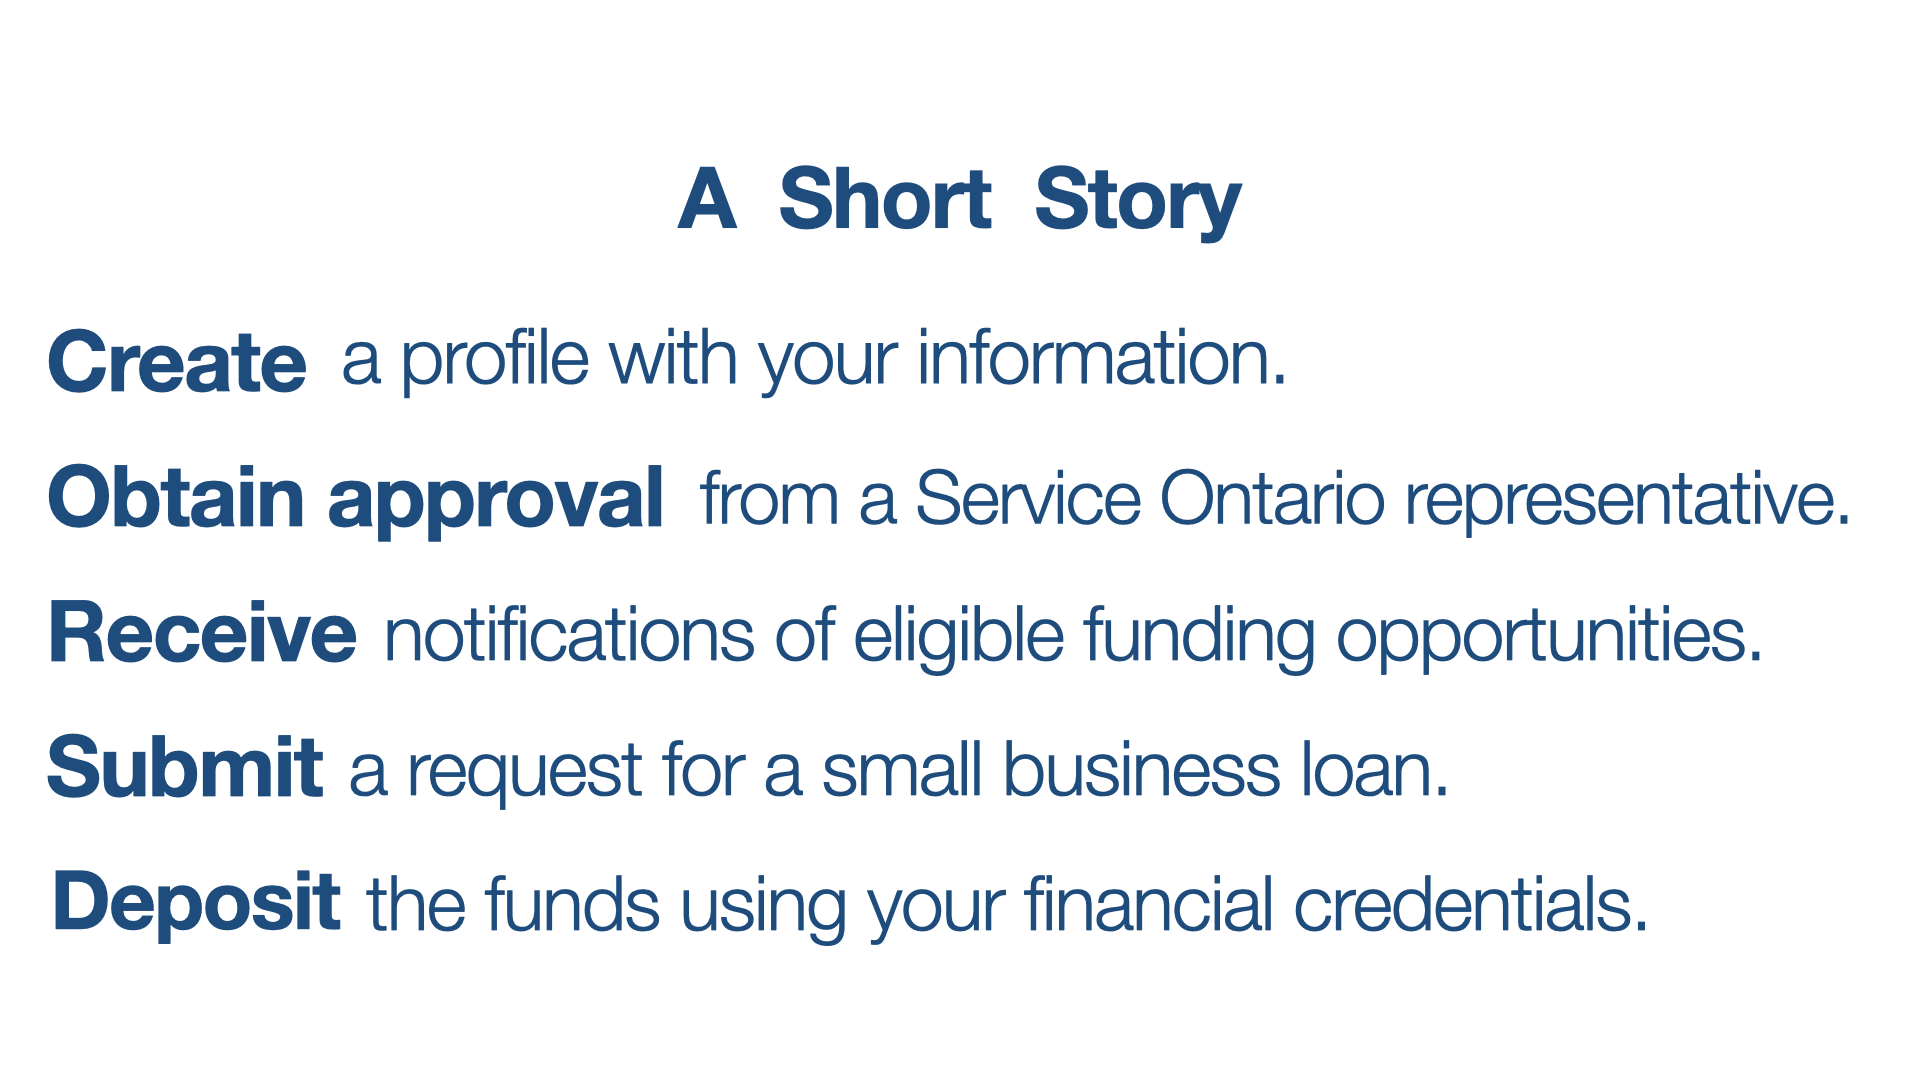 A Short Story
Create a profile with your information.
Obtain approval from a Service Ontario representative.
Receive notifications of eligible funding opportunities.
Submit a request for a small business loan.
Deposit the funds using your financial credentials.